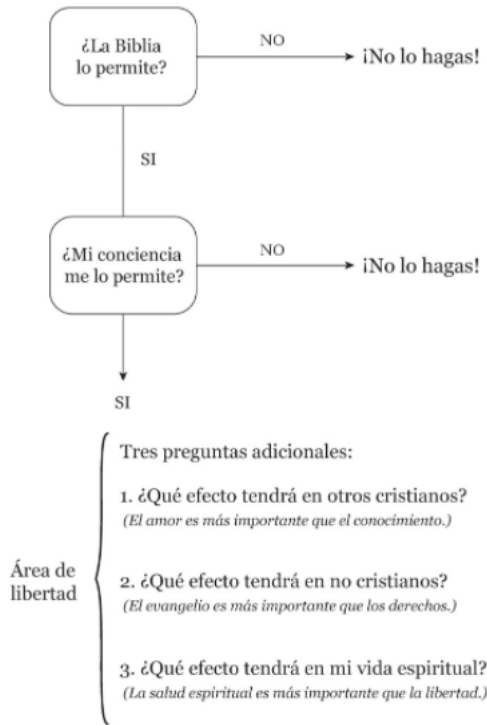 ¿La Biblia
lo permite?
NO
¡No lo hagas!
SI
¿Mi conciencia
me lo permite?
NO
¡No lo hagas!
SI
Tres preguntas adicionales:
1. ¿Qué efecto tendrá en otros cristianos?
(El amor es más importante que el conocimiento.)
Área de
libertad
2. ¿Qué efecto tendrá en no cristianos?
(El evangelio es más importante que los derechos.)
3. ¿Qué efecto tendrá en mi vida espiritual?
(La salud espiritual es más importante que la libertad.)